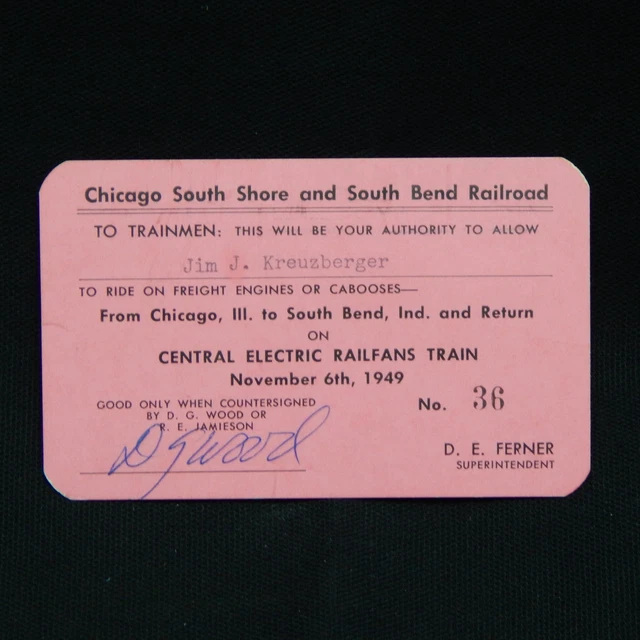 Chicago South Shore and South Bend Railroad
TO TRAINMEN: THIS WILL BE YOUR AUTHORITY TO ALLOW
Jim J. Kreuzberger
TO RIDE ON FREIGHT ENGINES OR CABOOSES—
From Chicago, Ill. to South Bend, Ind. and Return
ON
CENTRAL ELECTRIC RAILFANS TRAIN
November 6th, 1949
GOOD ONLY WHEN COUNTERSIGNED
BY D. G. WOOD OR
R. E. JAMIESON
No. 36
D G Wood
D. E. FERNER
SUPERINTENDENT